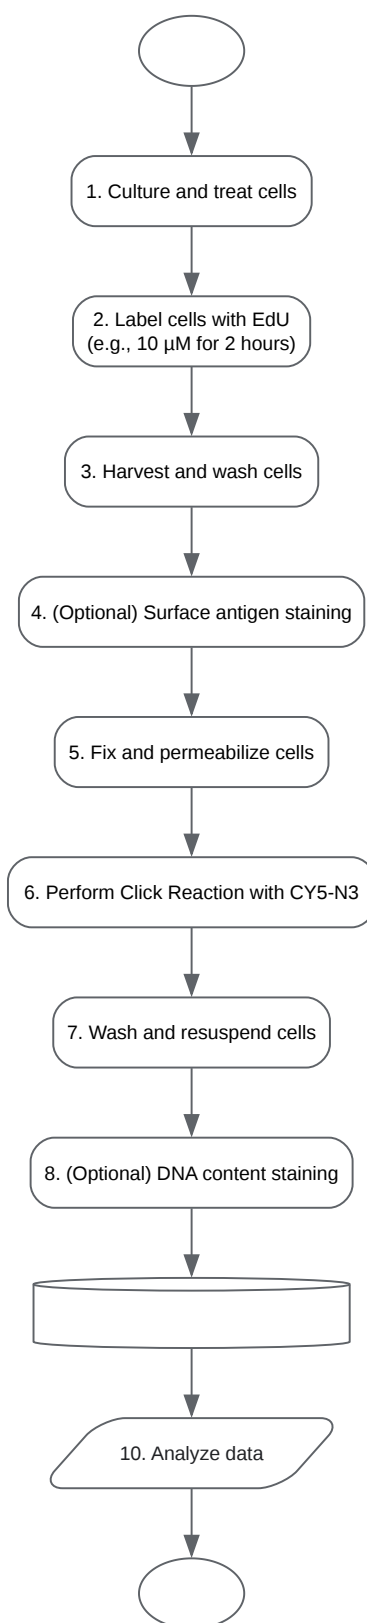 1. Culture and treat cells
2. Label cells with EdU
(e.g., 10 µM for 2 hours)
3. Harvest and wash cells
4. (Optional) Surface antigen staining
5. Fix and permeabilize cells
6. Perform Click Reaction with CY5-N3
7. Wash and resuspend cells
8. (Optional) DNA content staining
10. Analyze data